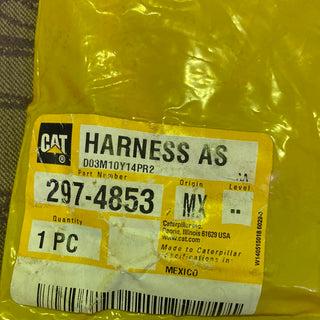 CAT
®
HARNESS AS
D03M10Y14PR2
Part Number
297-4853
Origin
MX
Level
--
Quantity
1 PC
Caterpillar Inc.
Peoria, Illinois 61629 USA
www.cat.com
Made to Caterpillar
specifications in
MEXICO